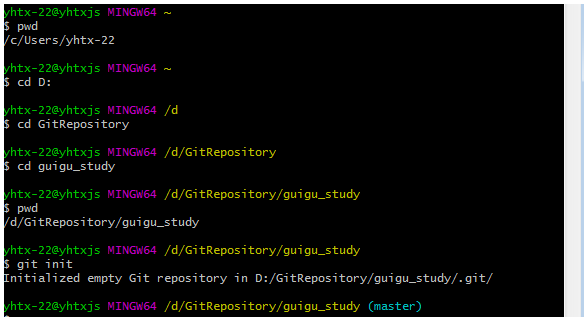 yhtx-22@yhtxjs MINGW64 ~
$ pwd
/c/Users/yhtx-22
yhtx-22@yhtxjs MINGW64 ~
$ cd D:
yhtx-22@yhtxjs MINGW64 /d
$ cd GitRepository
yhtx-22@yhtxjs MINGW64 /d/GitRepository
$ cd guigu_study
yhtx-22@yhtxjs MINGW64 /d/GitRepository/guigu_study
$ pwd
/d/GitRepository/guigu_study
yhtx-22@yhtxjs MINGW64 /d/GitRepository/guigu_study
$ git init
Initialized empty Git repository in D:/GitRepository/guigu_study/.git/
yhtx-22@yhtxjs MINGW64 /d/GitRepository/guigu_study (master)